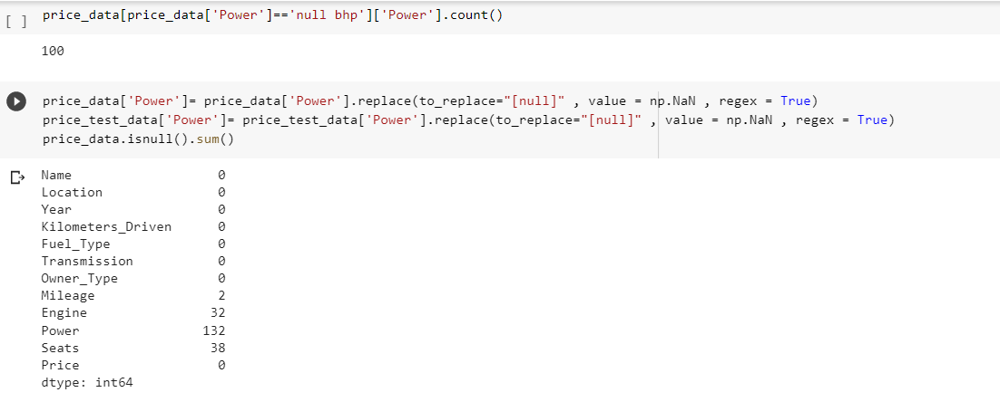 [ ] price_data[price_data['Power']=='null bhp']['Power'].count()
100
price_data['Power']= price_data['Power'].replace(to_replace="[null]" , value = np.NaN , regex = True)
price_test_data['Power']= price_test_data['Power'].replace(to_replace="[null]" , value = np.NaN , regex = True)
price_data.isnull().sum()
Name 0
Location 0
Year 0
Kilometers_Driven 0
Fuel_Type 0
Transmission 0
Owner_Type 0
Mileage 2
Engine 32
Power 132
Seats 38
Price 0
dtype: int64